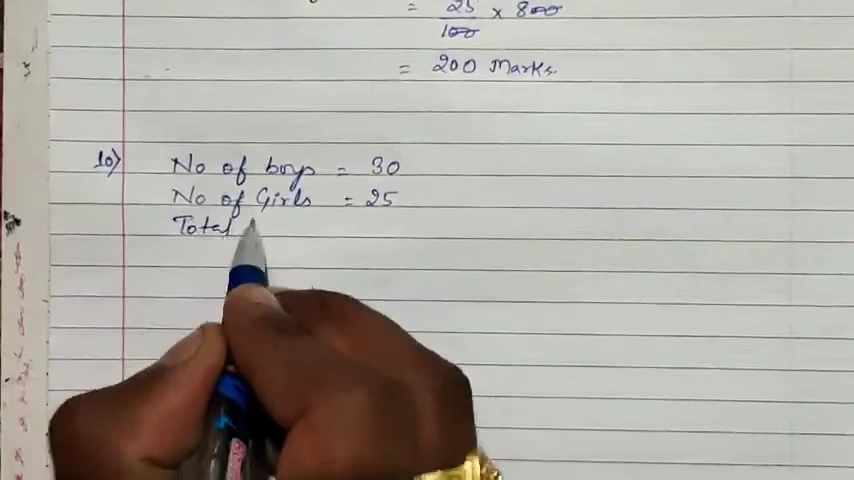 = 25/100 x 800
= 200 Marks.
10) No of boys = 30
No of Girls = 25
Total